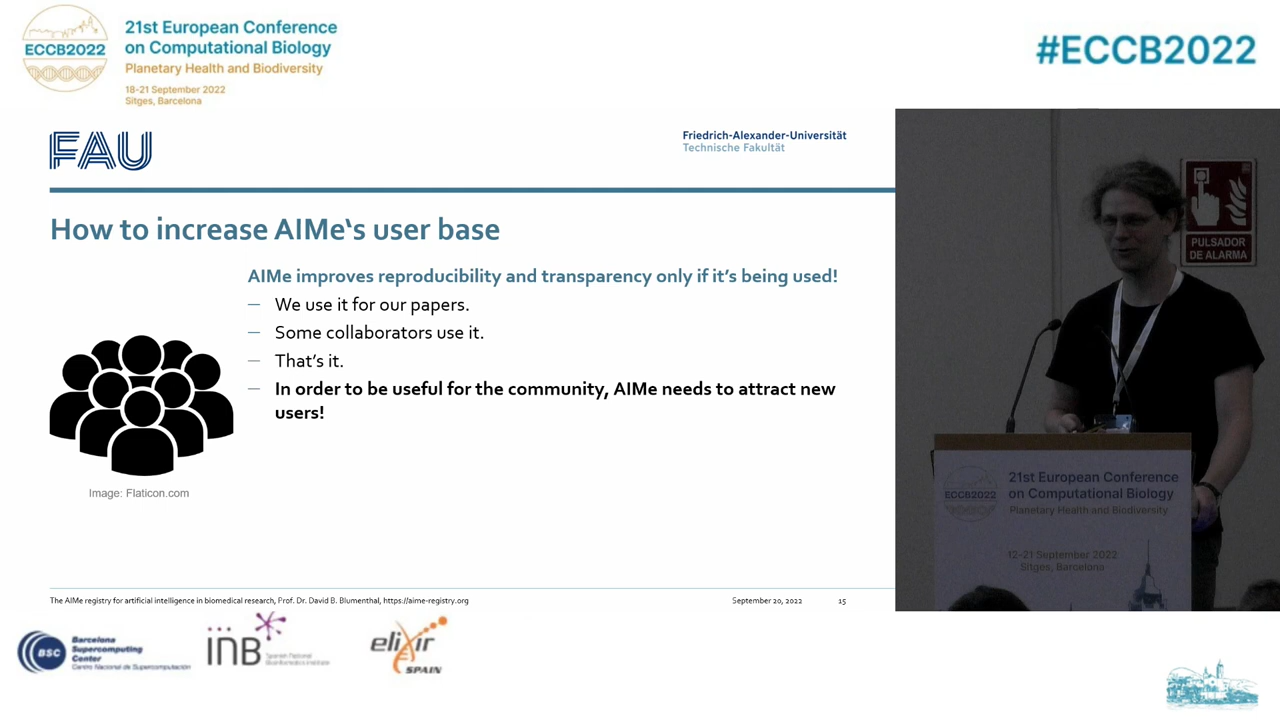 ECCB2022
21st European Conference
on Computational Biology
Planetary Health and Biodiversity
18-21 September 2022
Sitges, Barcelona
#ECCB2022
FAU
Friedrich-Alexander-Universität
Technische Fakultät
How to increase AIMe‘s user base
AIMe improves reproducibility and transparency only if it’s being used!
— We use it for our papers.
— Some collaborators use it.
— That’s it.
— In order to be useful for the community, AIMe needs to attract new
users!
Image: Flaticon.com
The AIMe registry for artificial intelligence in biomedical research, Prof. Dr. David B. Blumenthal, https://aime-registry.org
September 20, 2022
15
PULSADOR
DE ALARMA
ECCB2022
21st European Conference
on Computational Biology
Planetary Health and Biodiversity
12-21 September 2022
Sitges, Barcelona
BSC
Barcelona
Supercomputing
Center
Centro Nacional de Supercomputación
inB
Spanish National
Bioinformatics Institute
elixir
SPAIN